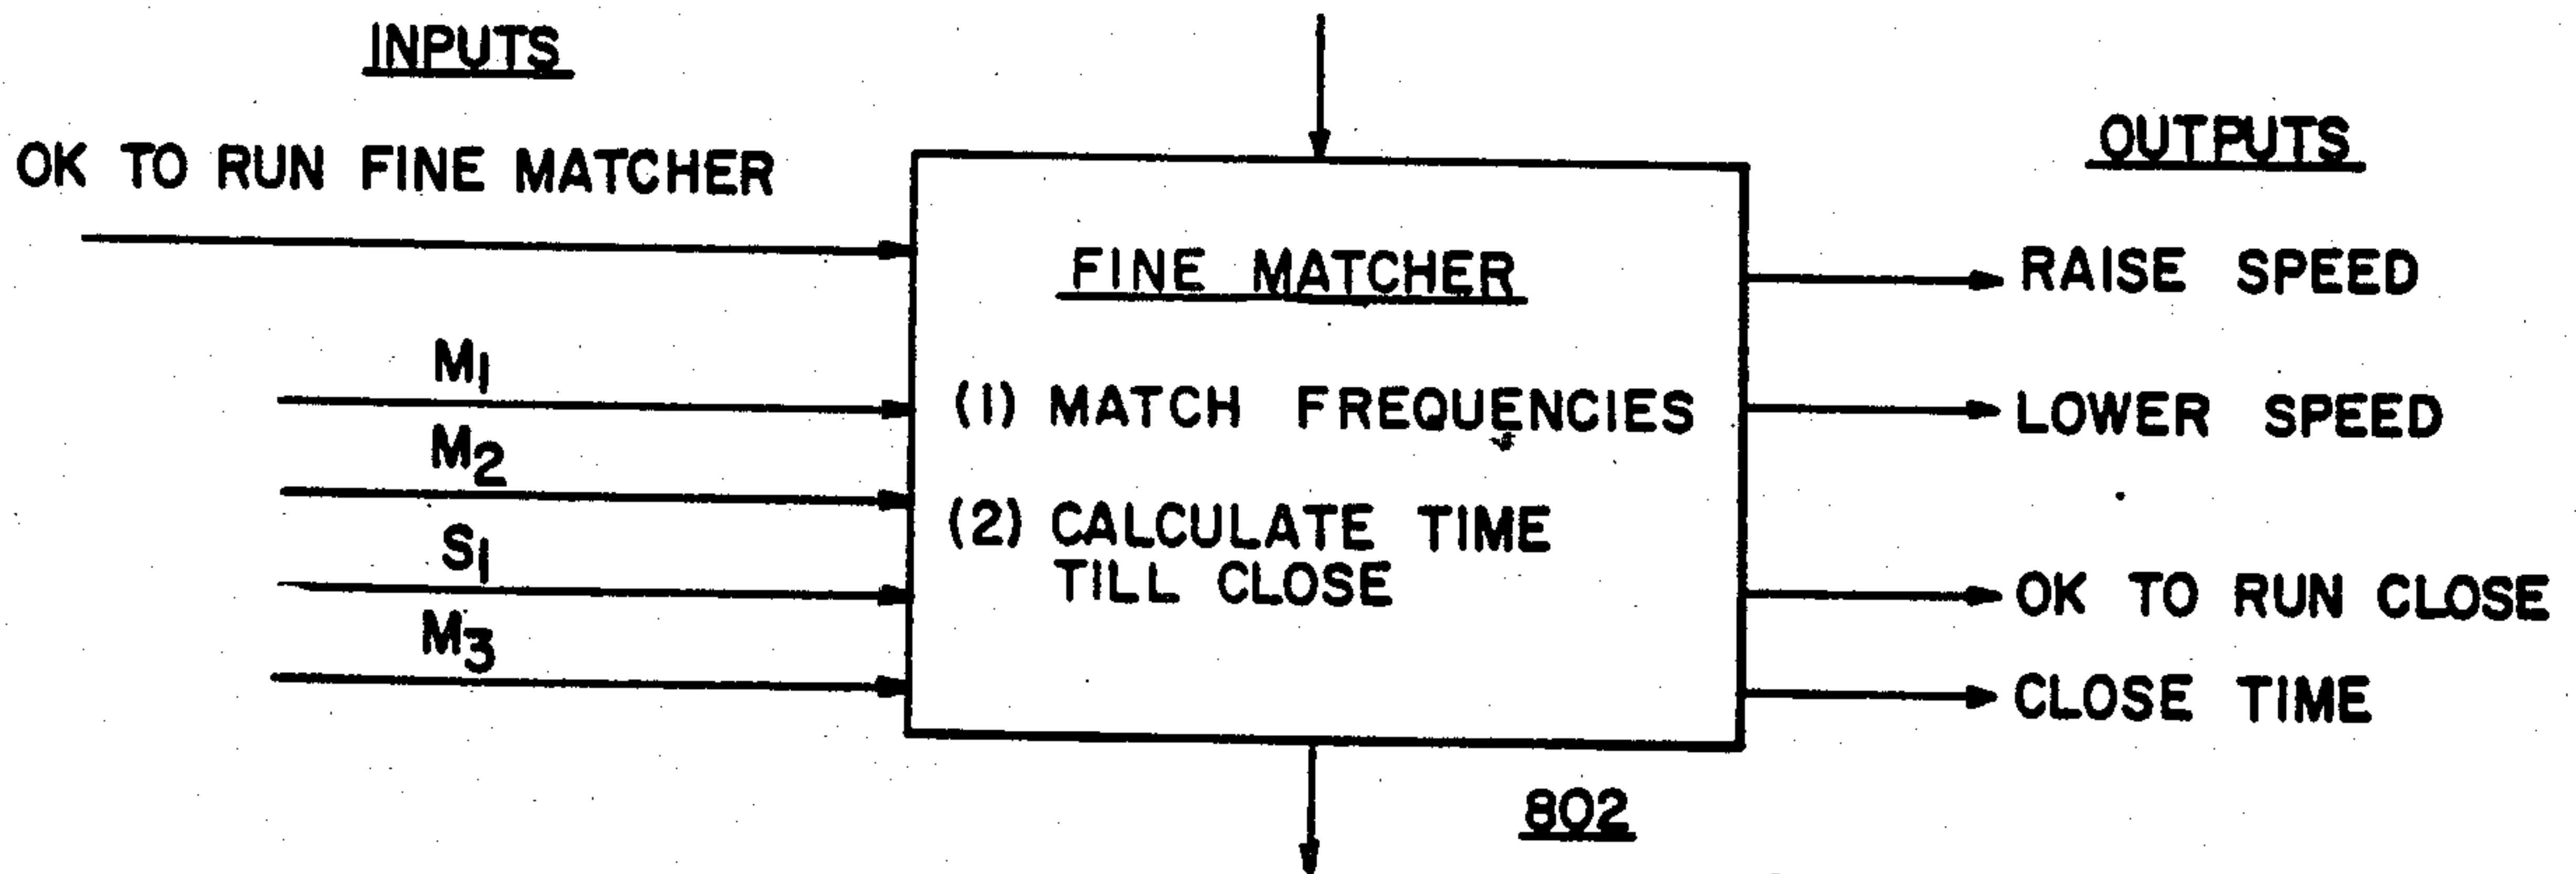 INPUTS
OK TO RUN FINE MATCHER
M1
M2
S1
M3
FINE MATCHER
(1) MATCH FREQUENCIES
(2) CALCULATE TIME
TILL CLOSE
OUTPUTS
RAISE SPEED
LOWER SPEED
OK TO RUN CLOSE
CLOSE TIME
802